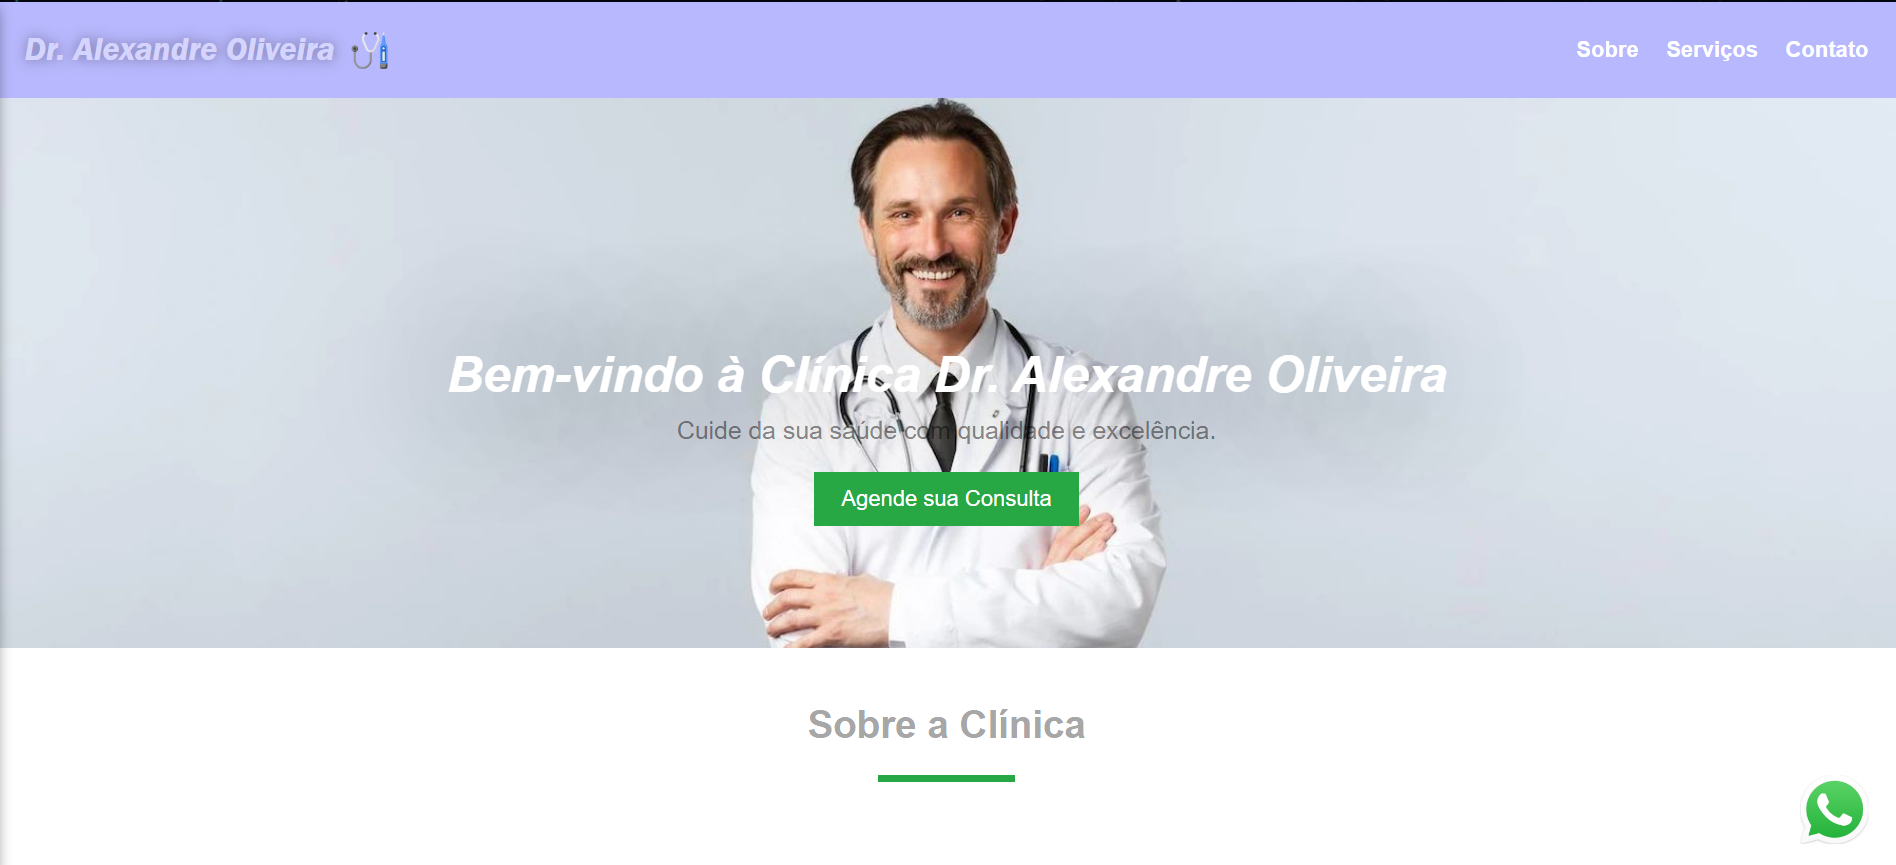 Dr. Alexandre Oliveira
Sobre Serviços Contato
Bem-vindo à Clínica Dr. Alexandre Oliveira
Cuide da sua saúde com qualidade e excelência.
Agende sua Consulta
Sobre a Clínica